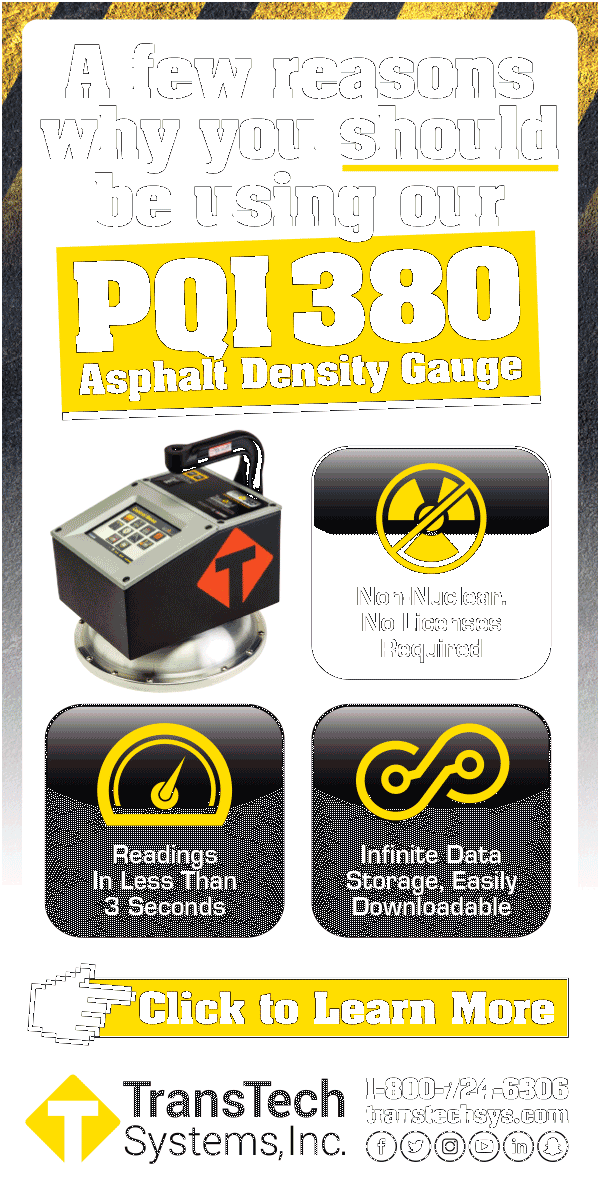 A few reasons
why you should
be using our
PQI 380
Asphalt Density Gauge
T
Non-Nuclear.
No Licenses
Required
Readings
In Less Than
3 Seconds
Infinite Data
Storage, Easily
Downloadable
Click to Learn More
T
TransTech
Systems, Inc.
1-800-724-6306
transtechsys.com